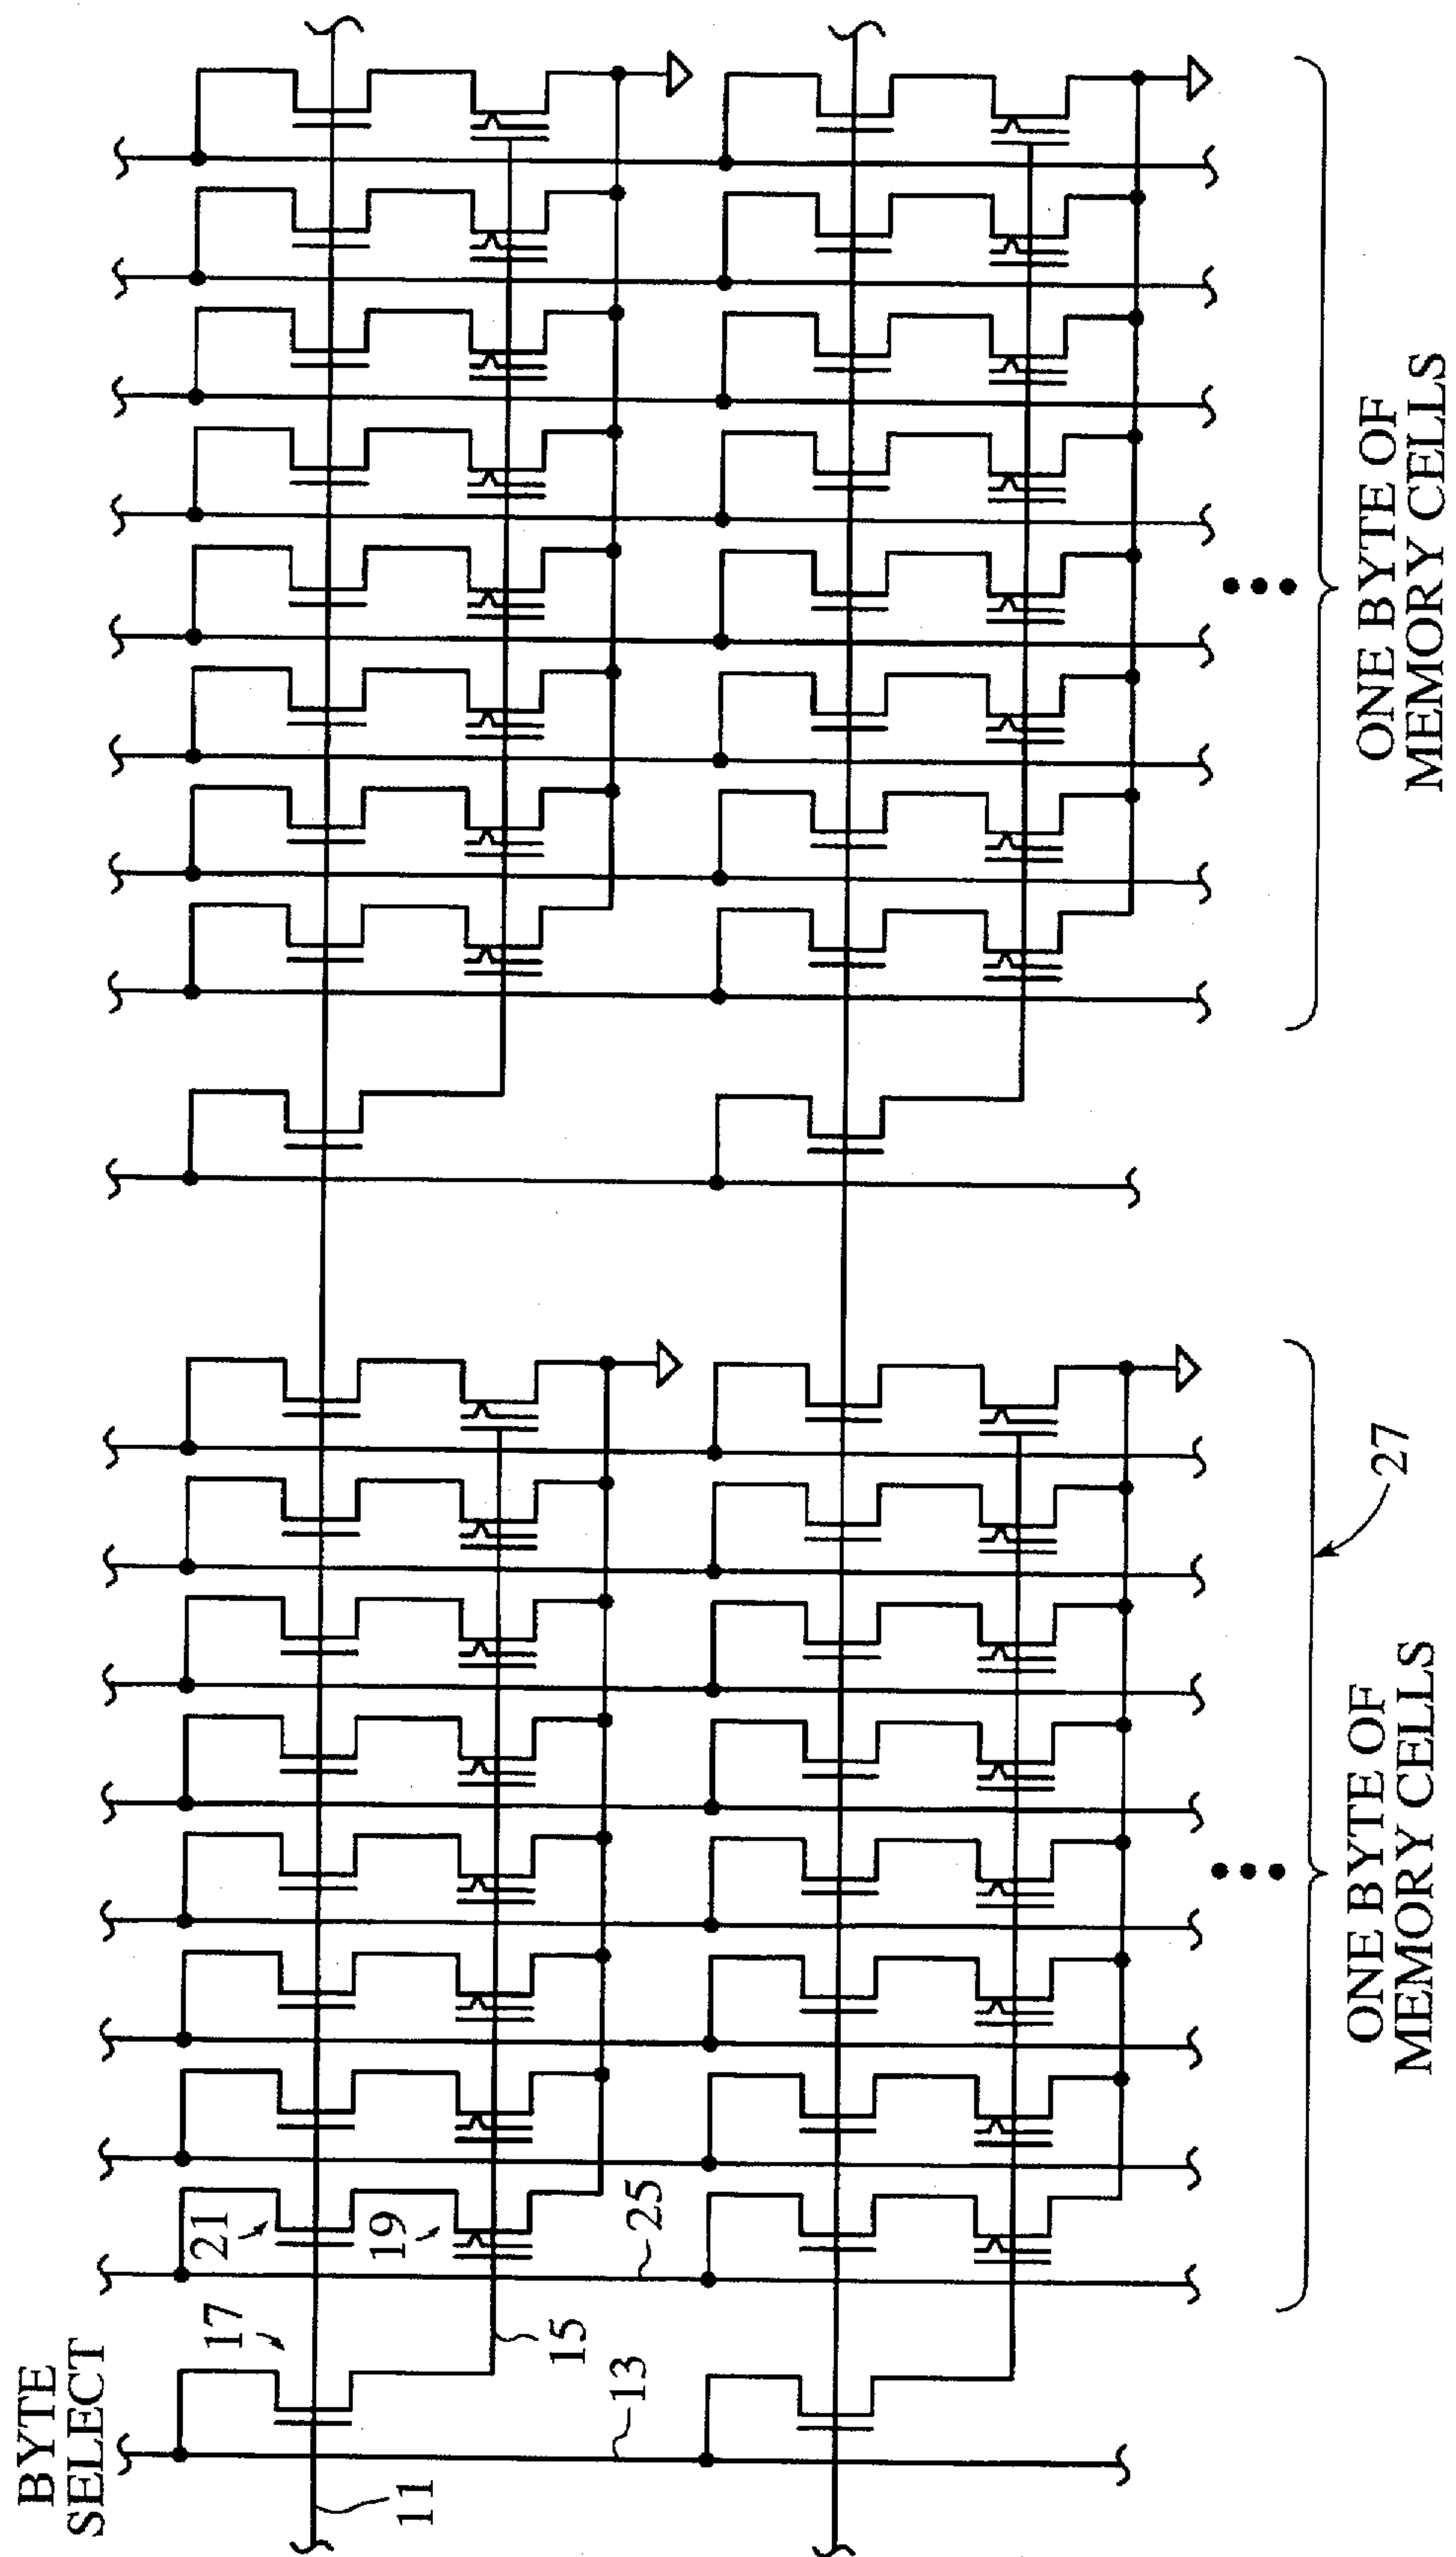 BYTE
SELECT
11
13
17
15
21
19
25
27
ONE BYTE OF
MEMORY CELLS
ONE BYTE OF
MEMORY CELLS